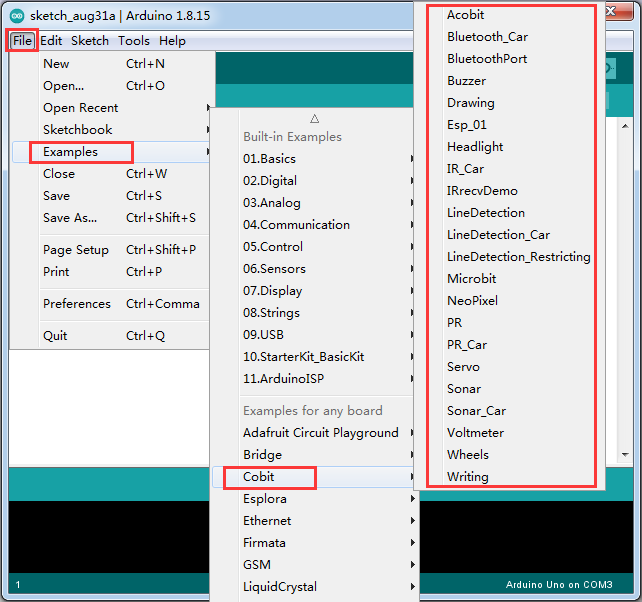 sketch_aug31a | Arduino 1.8.15
File Edit Sketch Tools Help
New Ctrl+N
Open... Ctrl+O
Open Recent
Sketchbook
Examples
Close Ctrl+W
Save Ctrl+S
Save As... Ctrl+Shift+S
Page Setup Ctrl+Shift+P
Print Ctrl+P
Preferences Ctrl+Comma
Quit Ctrl+Q
Built-in Examples
01.Basics
02.Digital
03.Analog
04.Communication
05.Control
06.Sensors
07.Display
08.Strings
09.USB
10.StarterKit_BasicKit
11.ArduinoISP
Examples for any board
Adafruit Circuit Playground
Bridge
Cobit
Esplora
Ethernet
Firmata
GSM
LiquidCrystal
Acobit
Bluetooth_Car
BluetoothPort
Buzzer
Drawing
Esp_01
Headlight
IR_Car
IRrecvDemo
LineDetection
LineDetection_Car
LineDetection_Restricting
Microbit
NeoPixel
PR
PR_Car
Servo
Sonar
Sonar_Car
Voltmeter
Wheels
Writing
1
Arduino Uno on COM3